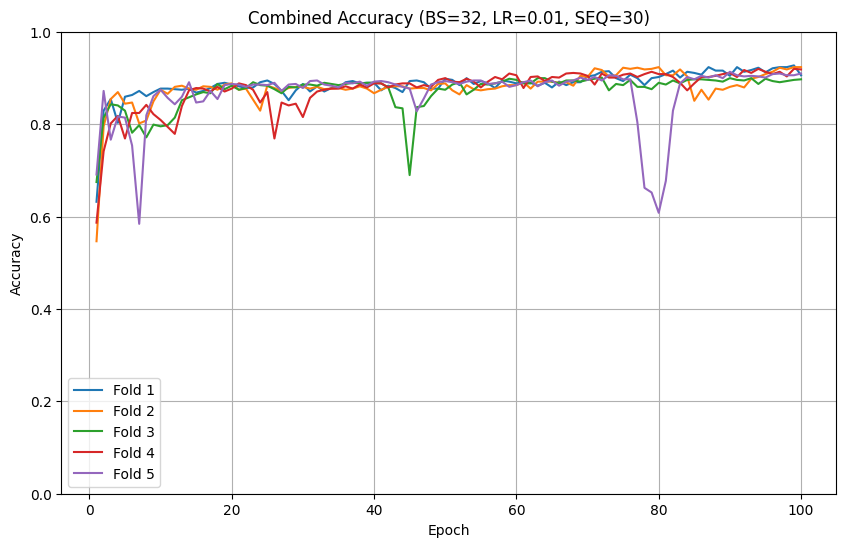 Combined Accuracy (BS=32, LR=0.01, SEQ=30)
1.0
0.8
0.6
0.4
0.2
0.0
Accuracy
Fold 1
Fold 2
Fold 3
Fold 4
Fold 5
0 20 40 60 80 100
Epoch